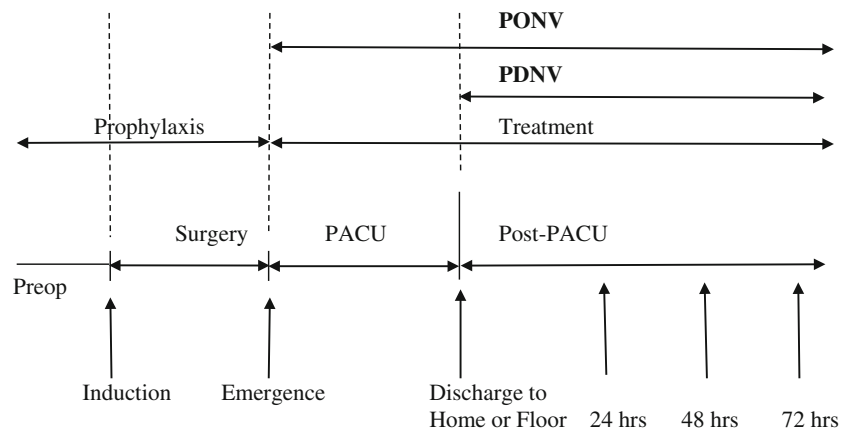 PONV
PDNV
Prophylaxis Treatment
Surgery PACU Post-PACU
Preop
Induction Emergence Discharge to
Home or Floor 24 hrs 48 hrs 72 hrs